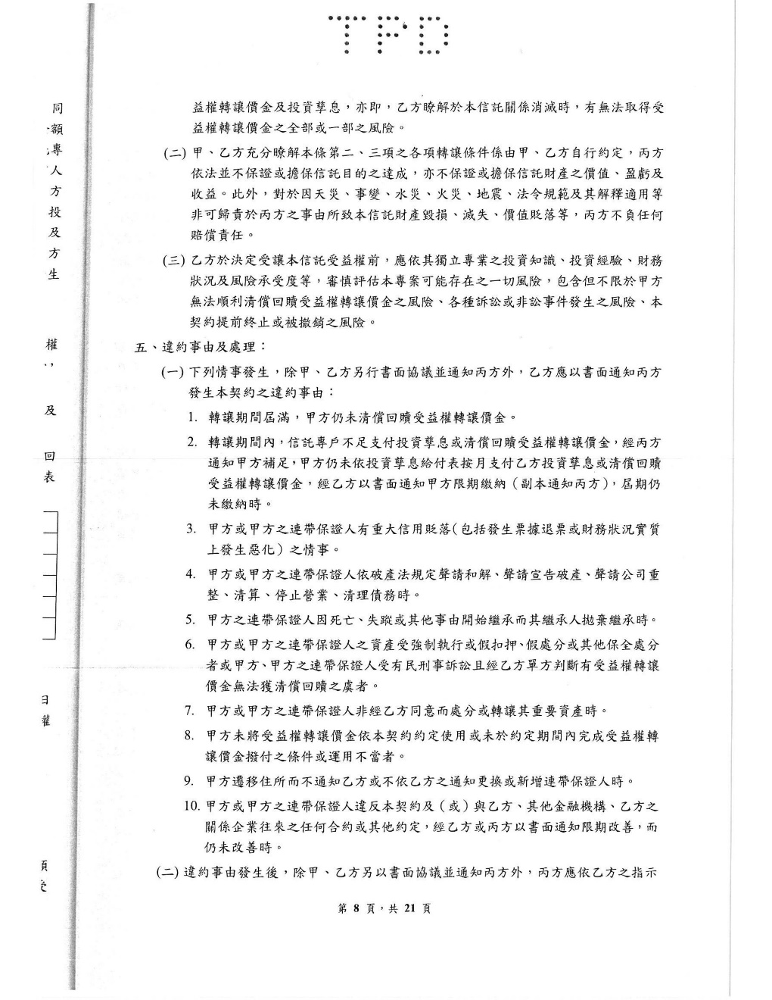 TPD
益權轉讓價金及投資孳息，亦即，乙方瞭解於本信託關係消滅時，有無法取得受
益權轉讓價金之全部或一部之風險。
(二) 甲、乙方充分瞭解本條第二、三項之各項轉讓條件係由甲、乙方自行約定，丙方
依法並不保證或擔保信託目的之達成，亦不保證或擔保信託財產之價值、盈虧及
收益。此外，對於因天災、事變、水災、火災、地震、法令規範及其解釋適用等
非可歸責於丙方之事由所致本信託財產毀損、滅失、價值貶落等，丙方不負任何
賠償責任。
(三) 乙方於決定受讓本信託受益權前，應依其獨立專業之投資知識、投資經驗、財務
狀況及風險承受度等，審慎評估本專案可能存在之一切風險，包含但不限於甲方
無法順利清償回贖受益權轉讓價金之風險、各種訴訟或非訟事件發生之風險、本
契約提前終止或被撤銷之風險。
五、違約事由及處理：
(一) 下列情事發生，除甲、乙方另行書面協議並通知丙方外，乙方應以書面通知丙方
發生本契約之違約事由：
1. 轉讓期間屆滿，甲方仍未清償回贖受益權轉讓價金。
2. 轉讓期間內，信託專戶不足支付投資孳息或清償回贖受益權轉讓價金，經丙方
通知甲方補足，甲方仍未依投資孳息給付表按月支付乙方投資孳息或清償回贖
受益權轉讓價金，經乙方以書面通知甲方限期繳納（副本通知丙方），屆期仍
未繳納時。
3. 甲方或甲方之連帶保證人有重大信用貶落(包括發生票據退票或財務狀況實質
上發生惡化）之情事。
4. 甲方或甲方之連帶保證人依破產法規定聲請和解、聲請宣告破產、聲請公司重
整、清算、停止營業、清理債務時。
5. 甲方之連帶保證人因死亡、失蹤或其他事由開始繼承而其繼承人拋棄繼承時。
6. 甲方或甲方之連帶保證人之資產受強制執行或假扣押、假處分或其他保全處分
者或甲方、甲方之連帶保證人受有民刑事訴訟且經乙方單方判斷有受益權轉讓
價金無法獲清償回贖之虞者。
7. 甲方或甲方之連帶保證人非經乙方同意而處分或轉讓其重要資產時。
8. 甲方未將受益權轉讓價金依本契約約定使用或未於約定期間內完成受益權轉
讓價金撥付之條件或運用不當者。
9. 甲方遷移住所而不通知乙方或不依乙方之通知更換或新增連帶保證人時。
10. 甲方或甲方之連帶保證人違反本契約及（或）與乙方、其他金融機構、乙方之
關係企業往來之任何合約或其他約定，經乙方或丙方以書面通知限期改善，而
仍未改善時。
(二) 違約事由發生後，除甲、乙方另以書面協議並通知丙方外，丙方應依乙方之指示
第 8 頁，共 21 頁
同
額
專
人
方
投
及
方
生
權
及
回
表